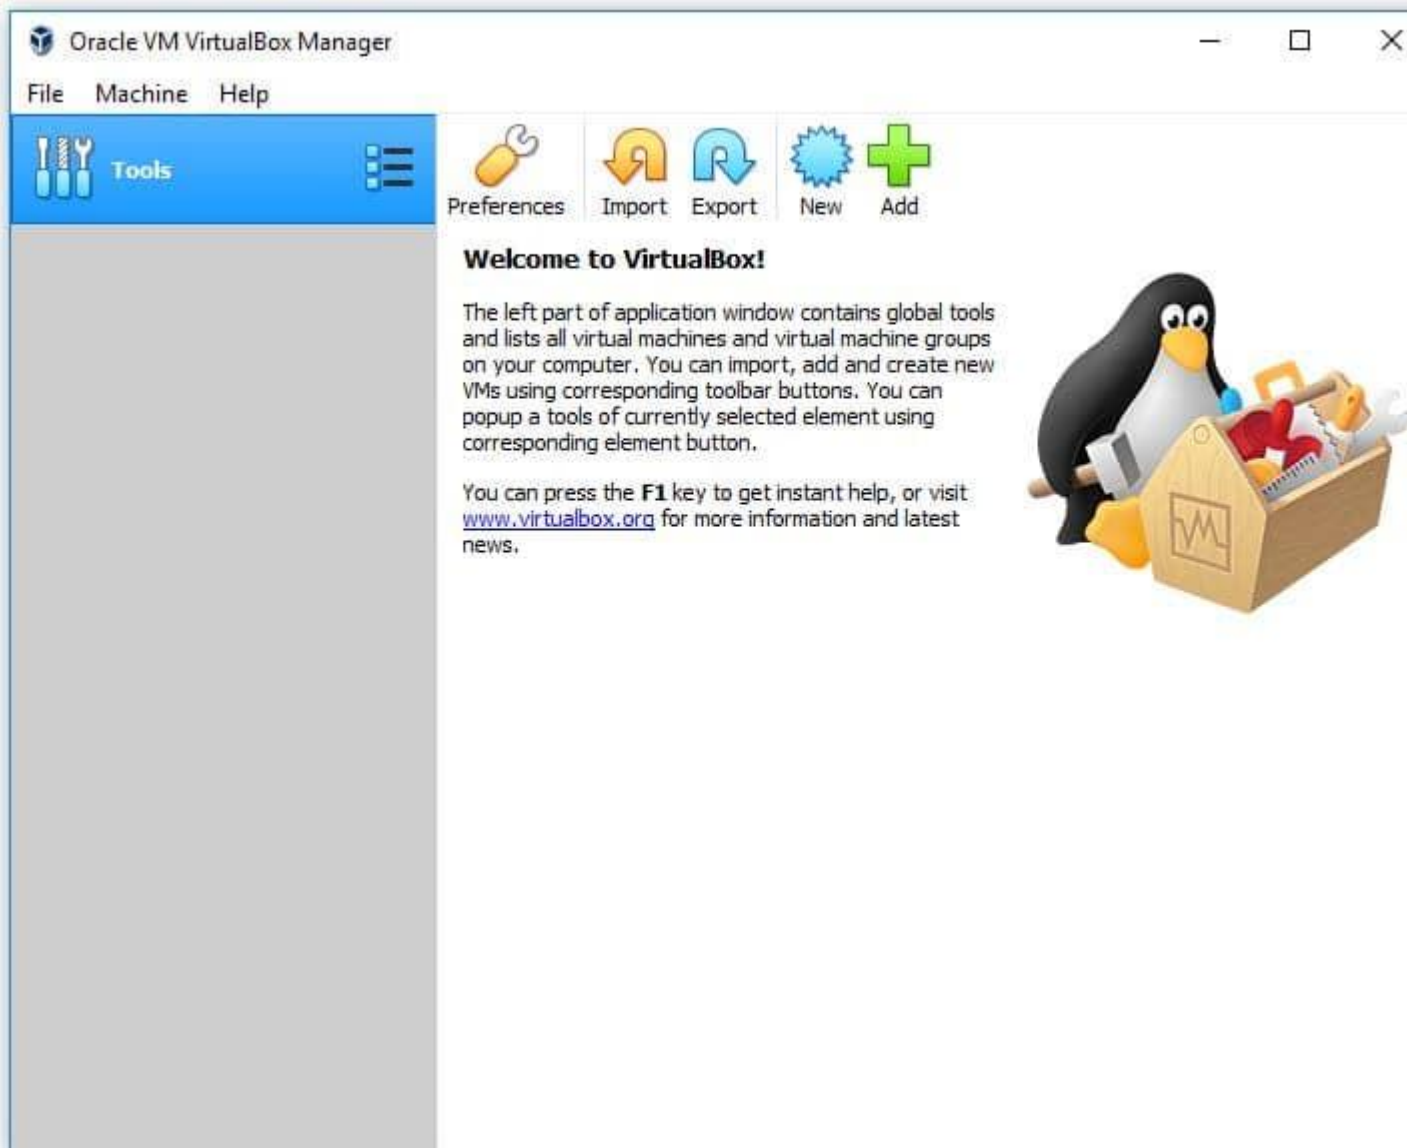 Oracle VM VirtualBox Manager
File Machine Help
Tools
Preferences Import Export New Add
Welcome to VirtualBox!
The left part of application window contains global tools
and lists all virtual machines and virtual machine groups
on your computer. You can import, add and create new
VMs using corresponding toolbar buttons. You can
popup a tools of currently selected element using
corresponding element button.
You can press the F1 key to get instant help, or visit
www.virtualbox.org for more information and latest
news.